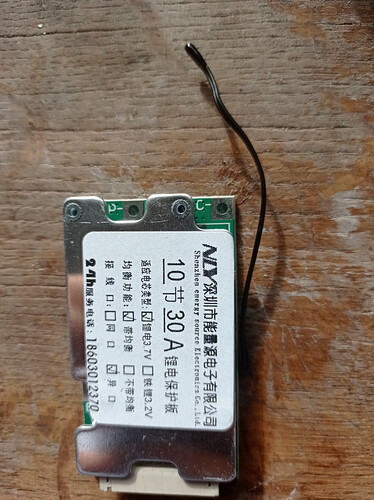 C-
NLY深圳市能量源电子有限公司
Shenzhen energy source Electronics Co.,Ltd.
10节30A锂电保护板
适应电芯类型:☑锂电3.7V □铁锂3.2V
均衡功能:☑带均衡 □不带均衡
接线口:□同口 ☑异口
24h服务电话:18603012370